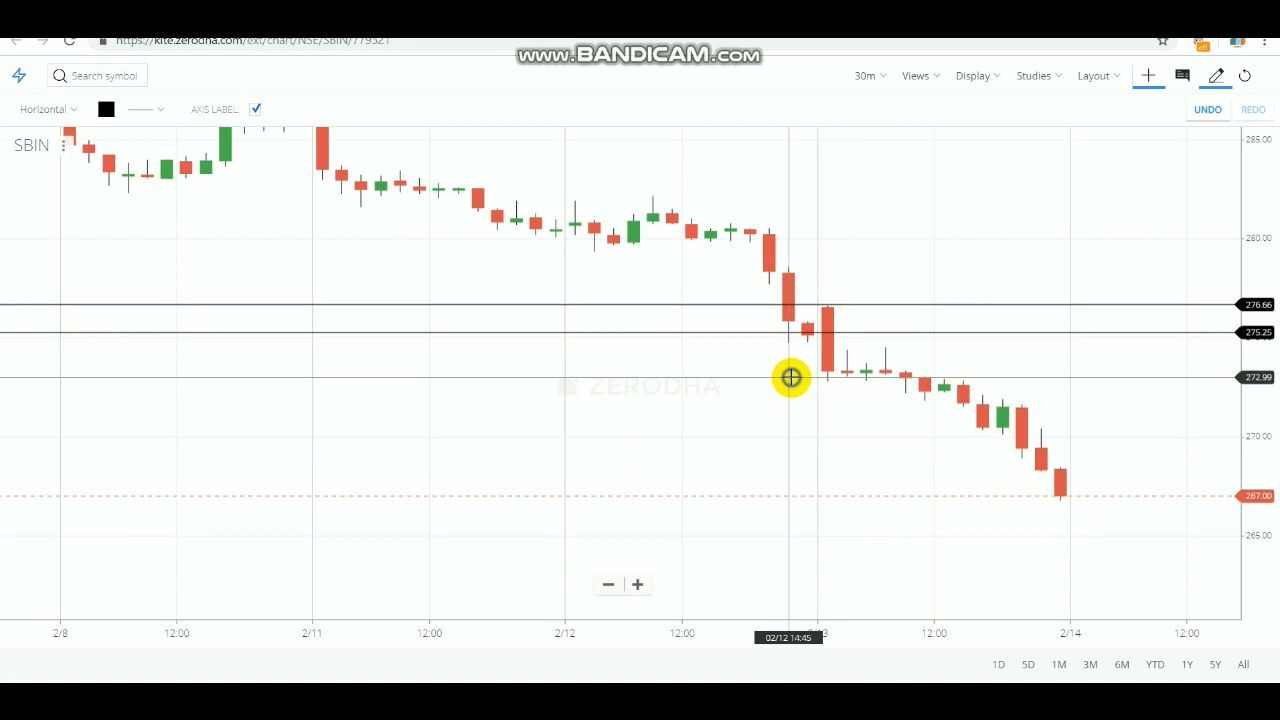 https://kite.zerodha.com/ext/chart/NSE/SBIN/779521
off
www.BANDICAM.com
Search symbol
30m Views Display Studies Layout
Horizontal AXIS LABEL: UNDO REDO
SBIN
285.00
280.00
276.66
275.25
272.99
ZERODHA
270.00
267.00
265.00
2/8 12:00 2/11 12:00 2/12 12:00 12:00 2/14 12:00
02/12 14:45
1D 5D 1M 3M 6M YTD 1Y 5Y All